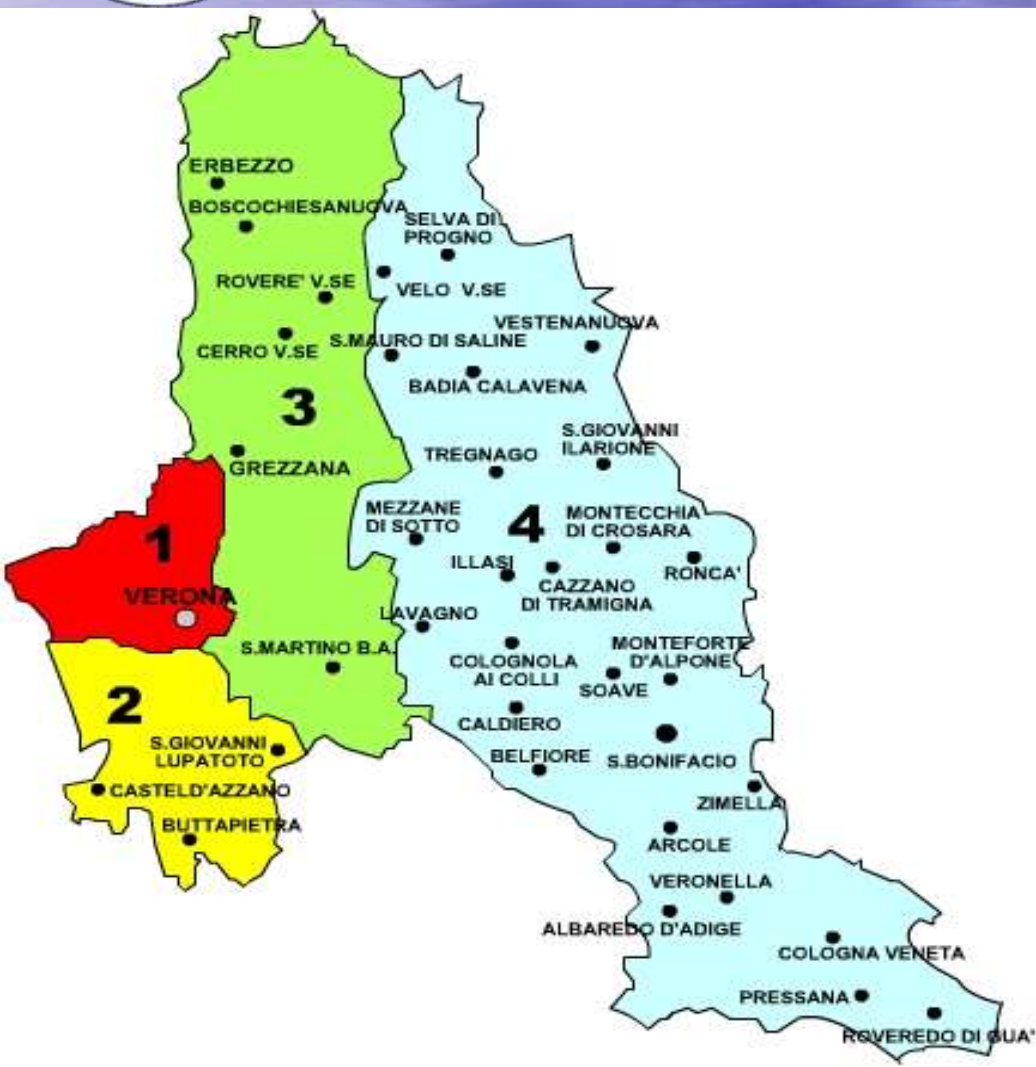 ERBEZZO
BOSCOCHIESANUOVA
SELVA DI
PROGNO
ROVERE' V.SE
VELO V.SE
VESTENANUOVA
CERRO V.SE
S.MAURO DI SALINE
BADIA CALAVENA
3
S.GIOVANNI
ILARIONE
TREGNAGO
GREZZANA
MEZZANE
DI SOTTO
4
MONTECCHIA
DI CROSARA
1
ILLASI
RONCA'
CAZZANO
DI TRAMIGNA
VERONA
LAVAGNO
S.MARTINO B.A.
MONTEFORTE
D'ALPONE
COLOGNOLA
AI COLLI
SOAVE
2
CALDIERO
S.GIOVANNI
LUPATOTO
BELFIORE
S.BONIFACIO
CASTELD'AZZANO
ZIMELLA
BUTTAPIETRA
ARCOLE
VERONELLA
ALBAREDO D'ADIGE
COLOGNA VENETA
PRESSANA
ROVEREDO DI GUA'